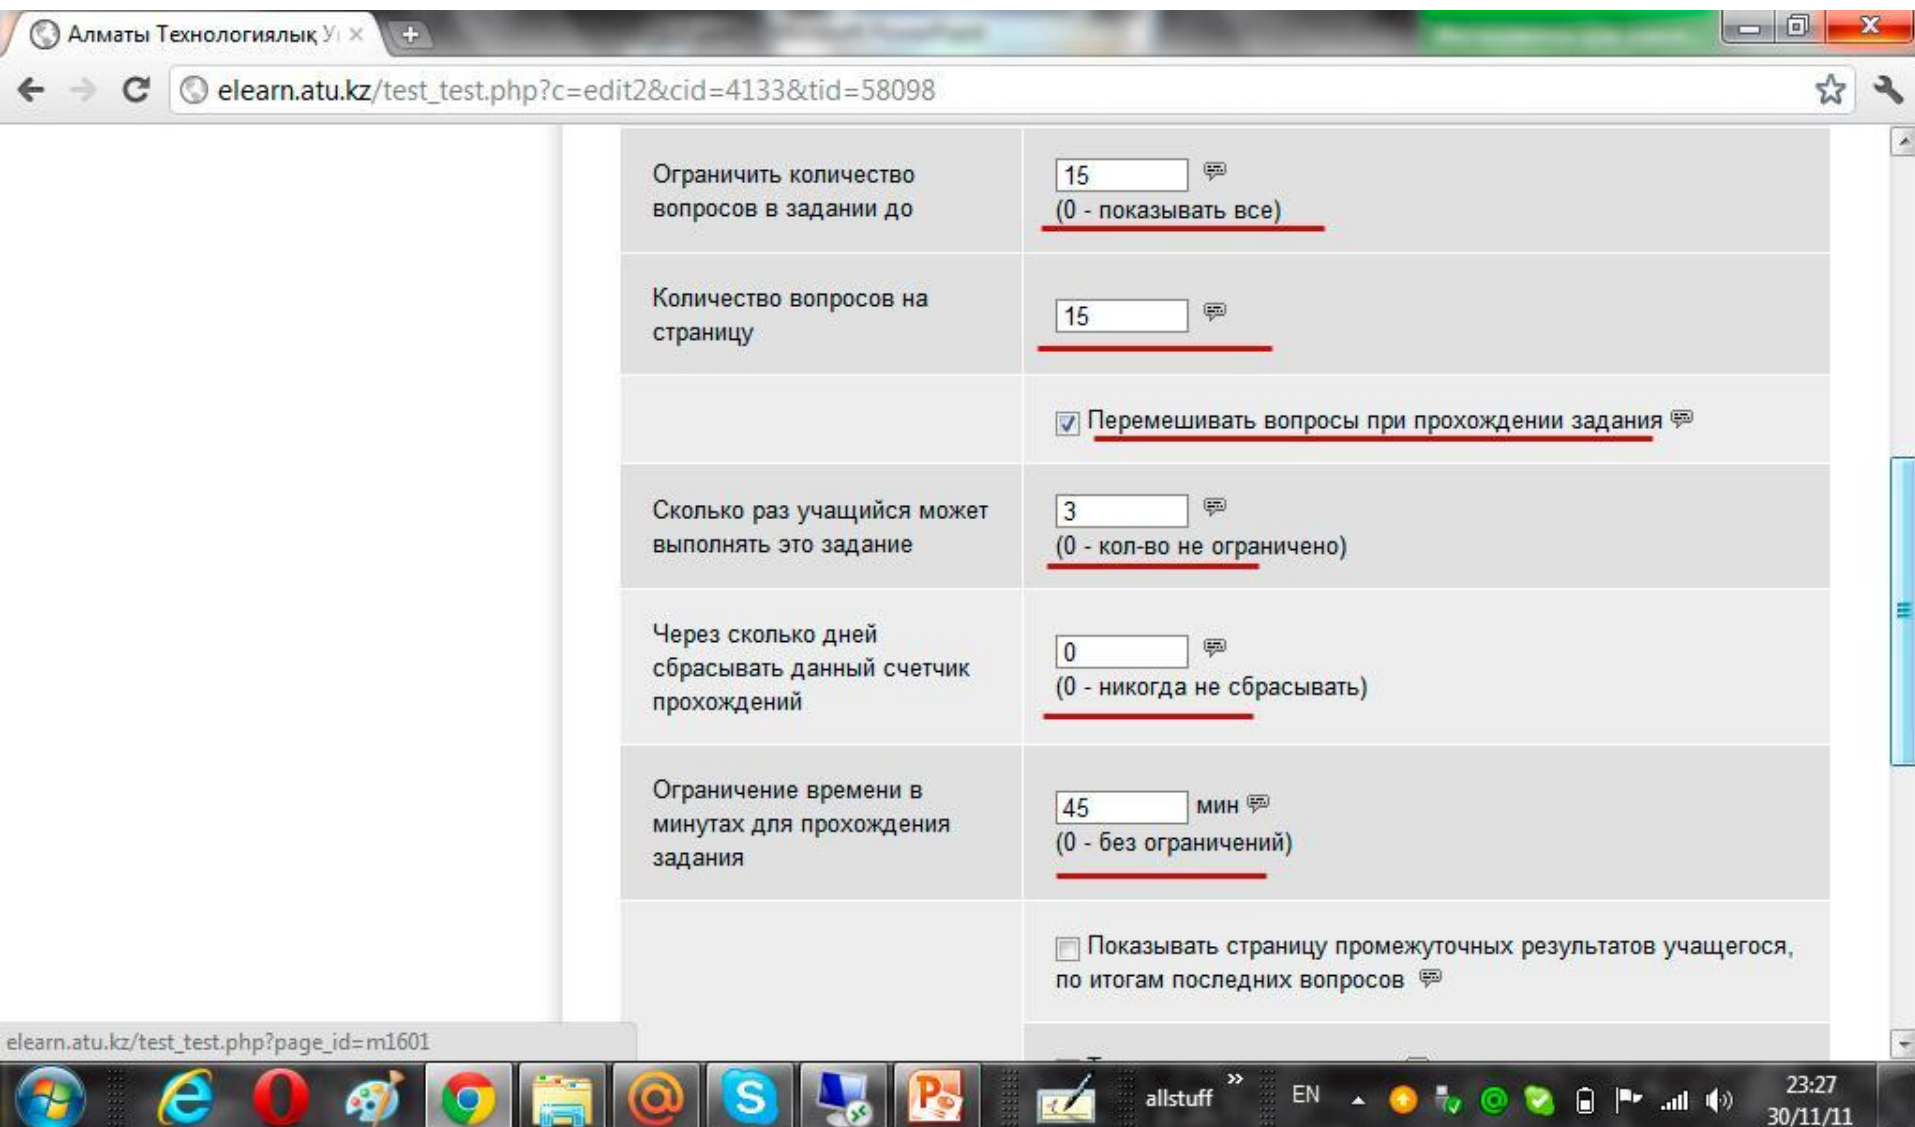 Алматы Технологиялық У
elearn.atu.kz/test_test.php?c=edit2&cid=4133&tid=58098
Ограничить количество
вопросов в задании до
15
(0 - показывать все)
Количество вопросов на
страницу
15
Перемешивать вопросы при прохождении задания
Сколько раз учащийся может
выполнять это задание
3
(0 - кол-во не ограничено)
Через сколько дней
сбрасывать данный счетчик
прохождений
0
(0 - никогда не сбрасывать)
Ограничение времени в
минутах для прохождения
задания
45 мин
(0 - без ограничений)
Показывать страницу промежуточных результатов учащегося,
по итогам последних вопросов
elearn.atu.kz/test_test.php?page_id=m1601
allstuff
EN
23:27
30/11/11